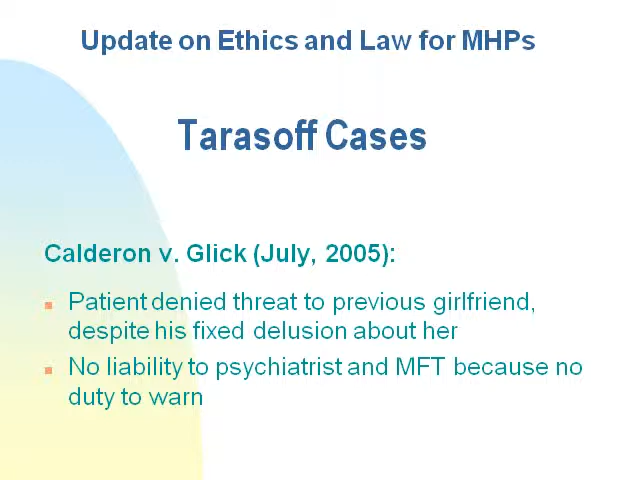 Update on Ethics and Law for MHPs
Tarasoff Cases
Calderon v. Glick (July, 2005):
Patient denied threat to previous girlfriend,
despite his fixed delusion about her
No liability to psychiatrist and MFT because no
duty to warn